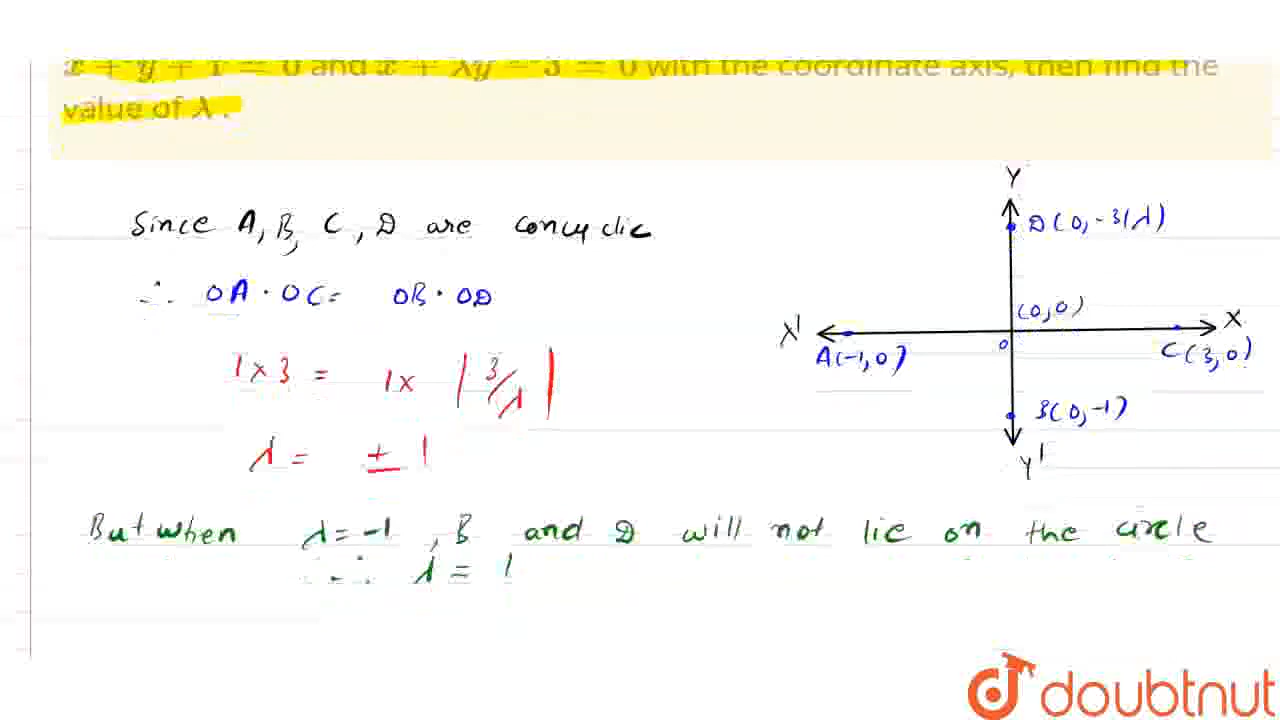 x + y + 1 = 0 and x + λy − 3 = 0 with the coordinate axis, then find the
value of λ .
Since A, B, C, D are concyclic
∴ OA · OC = OB · OD
1 × 3 = 1 × | 3/λ |
λ = ± 1
But when λ = -1, B and D will not lie on the circle
∴ λ = 1
Y
D(0, -3/λ)
(0,0)
X' X
O
A(-1,0) C(3,0)
B(0,-1)
Y'
doubtnut